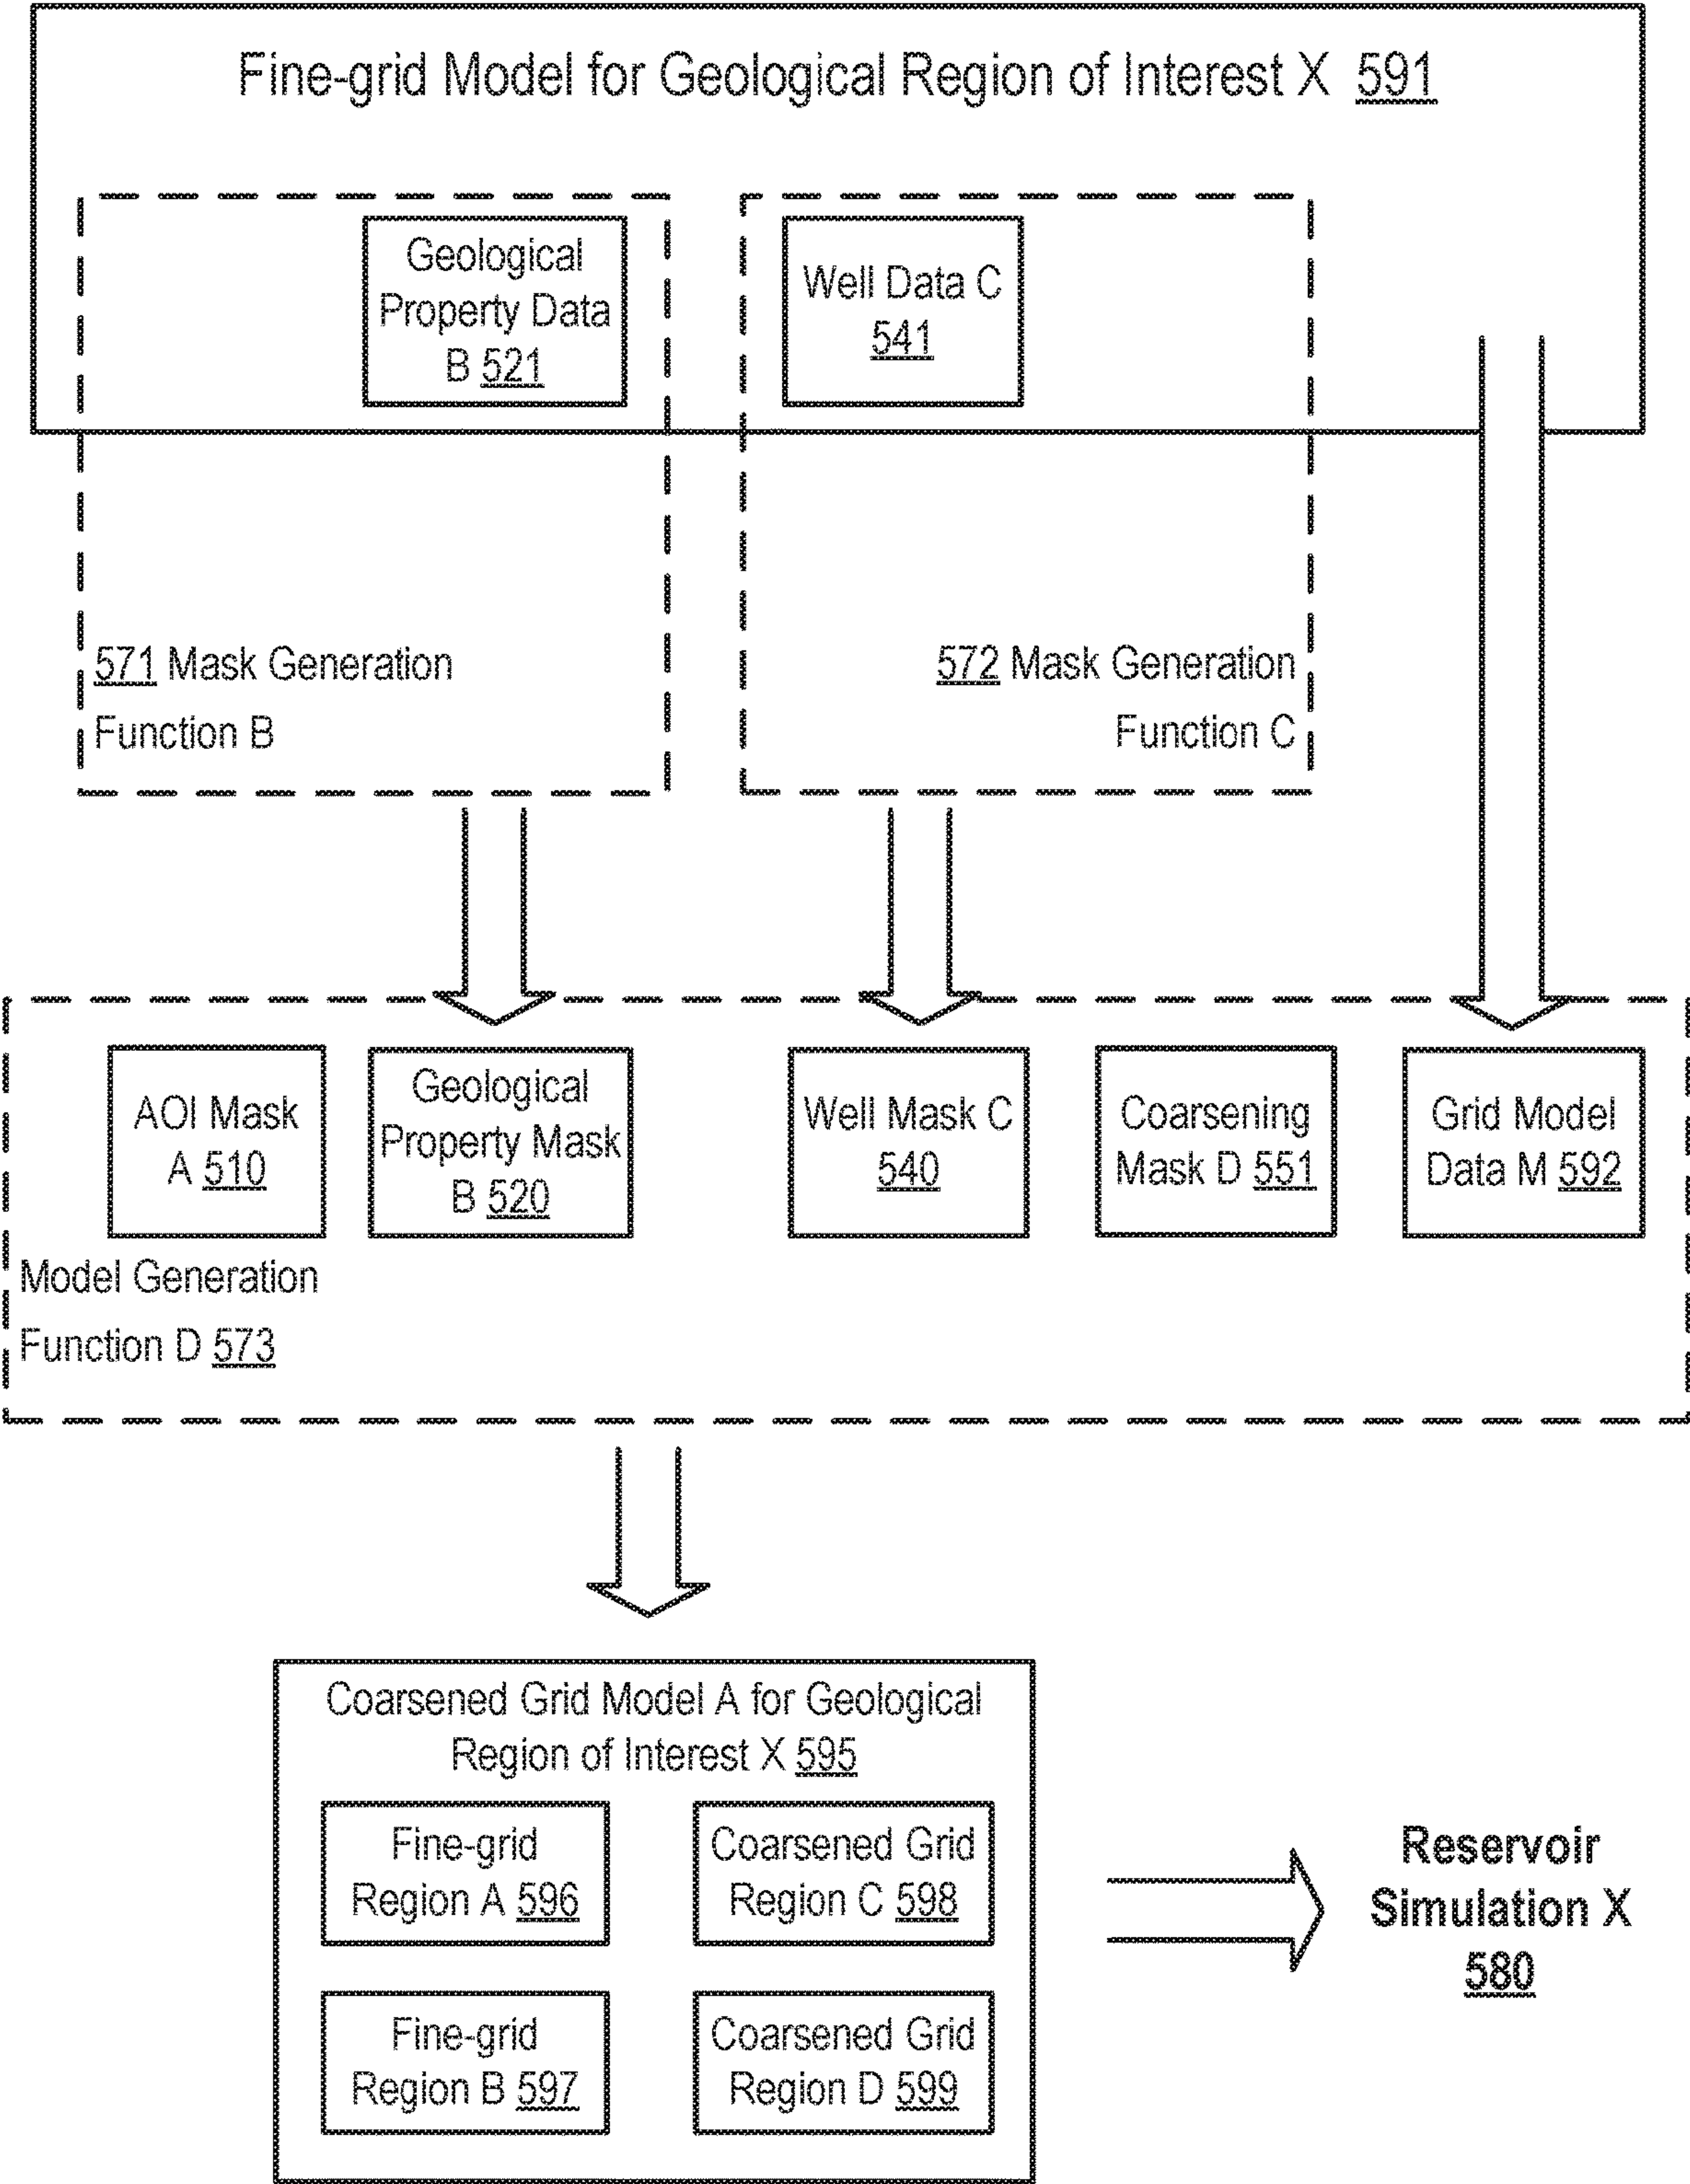 Fine-grid Model for Geological Region of Interest X 591
Geological
Property Data
B 521
Well Data C
541
571 Mask Generation
Function B
572 Mask Generation
Function C
AOI Mask
A 510
Geological
Property Mask
B 520
Well Mask C
540
Coarsening
Mask D 551
Grid Model
Data M 592
Model Generation
Function D 573
Coarsened Grid Model A for Geological
Region of Interest X 595
Fine-grid
Region A 596
Coarsened Grid
Region C 598
Fine-grid
Region B 597
Coarsened Grid
Region D 599
Reservoir
Simulation X
580